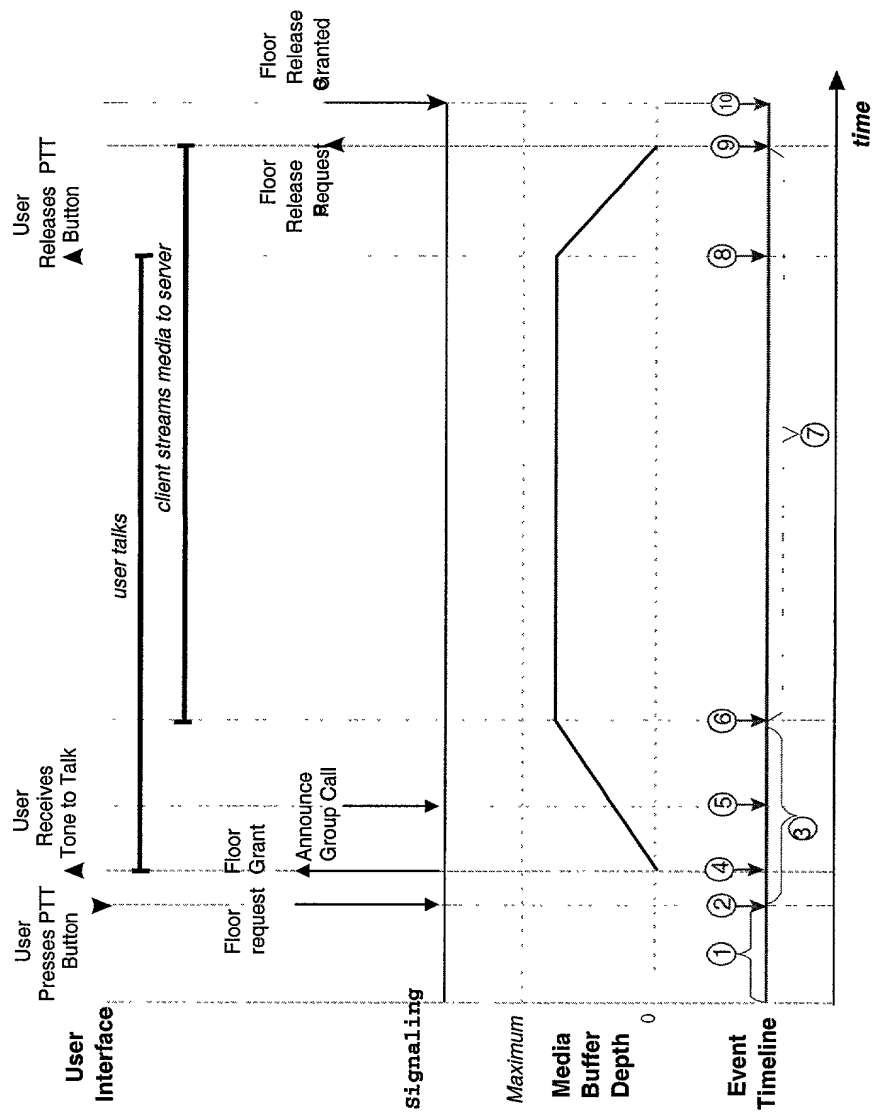 User
Interface
User
Presses PTT
Button
User
Receives
Tone to Talk
User
Releases PTT
Button
user talks
client streams media to server
Signaling
Floor
request
Floor
Grant
Announce
Group Call
Floor
Release
Request
Floor
Release
Granted
Maximum
Media
Buffer
Depth
0
Event
Timeline
1
2
3
4
5
6
7
8
9
10
time